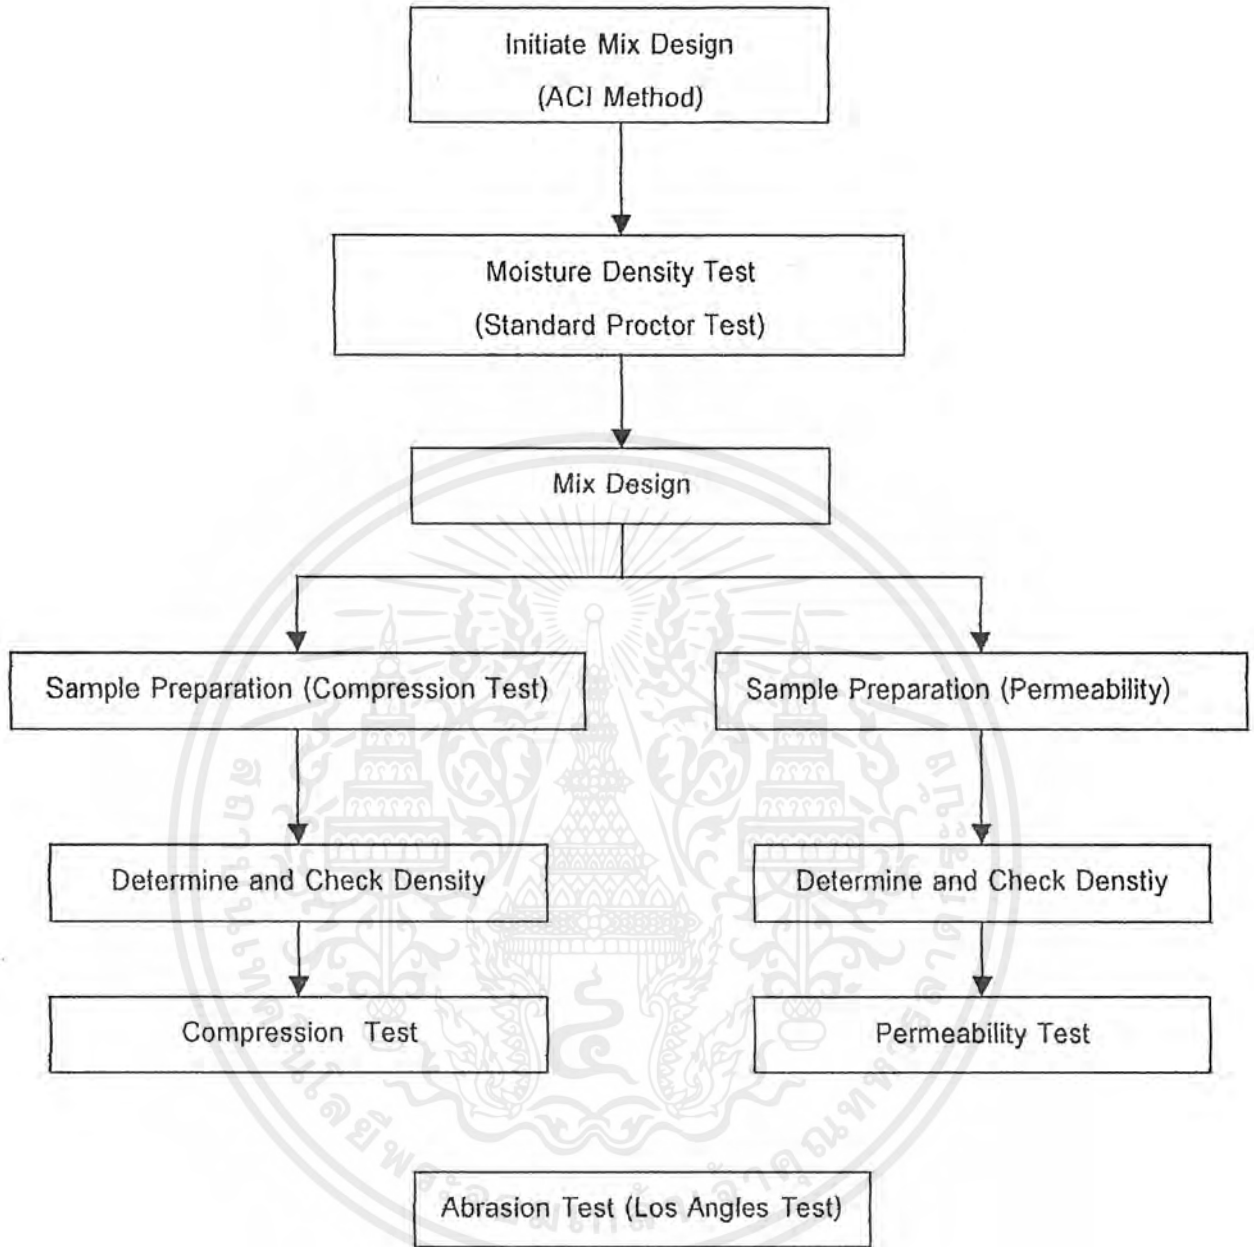 Initiate Mix Design
(ACI Method)
Moisture Density Test
(Standard Proctor Test)
Mix Design
Sample Preparation (Compression Test)
Sample Preparation (Permeability)
Determine and Check Density
Determine and Check Denstiy
Compression Test
Permeability Test
Abrasion Test (Los Angles Test)